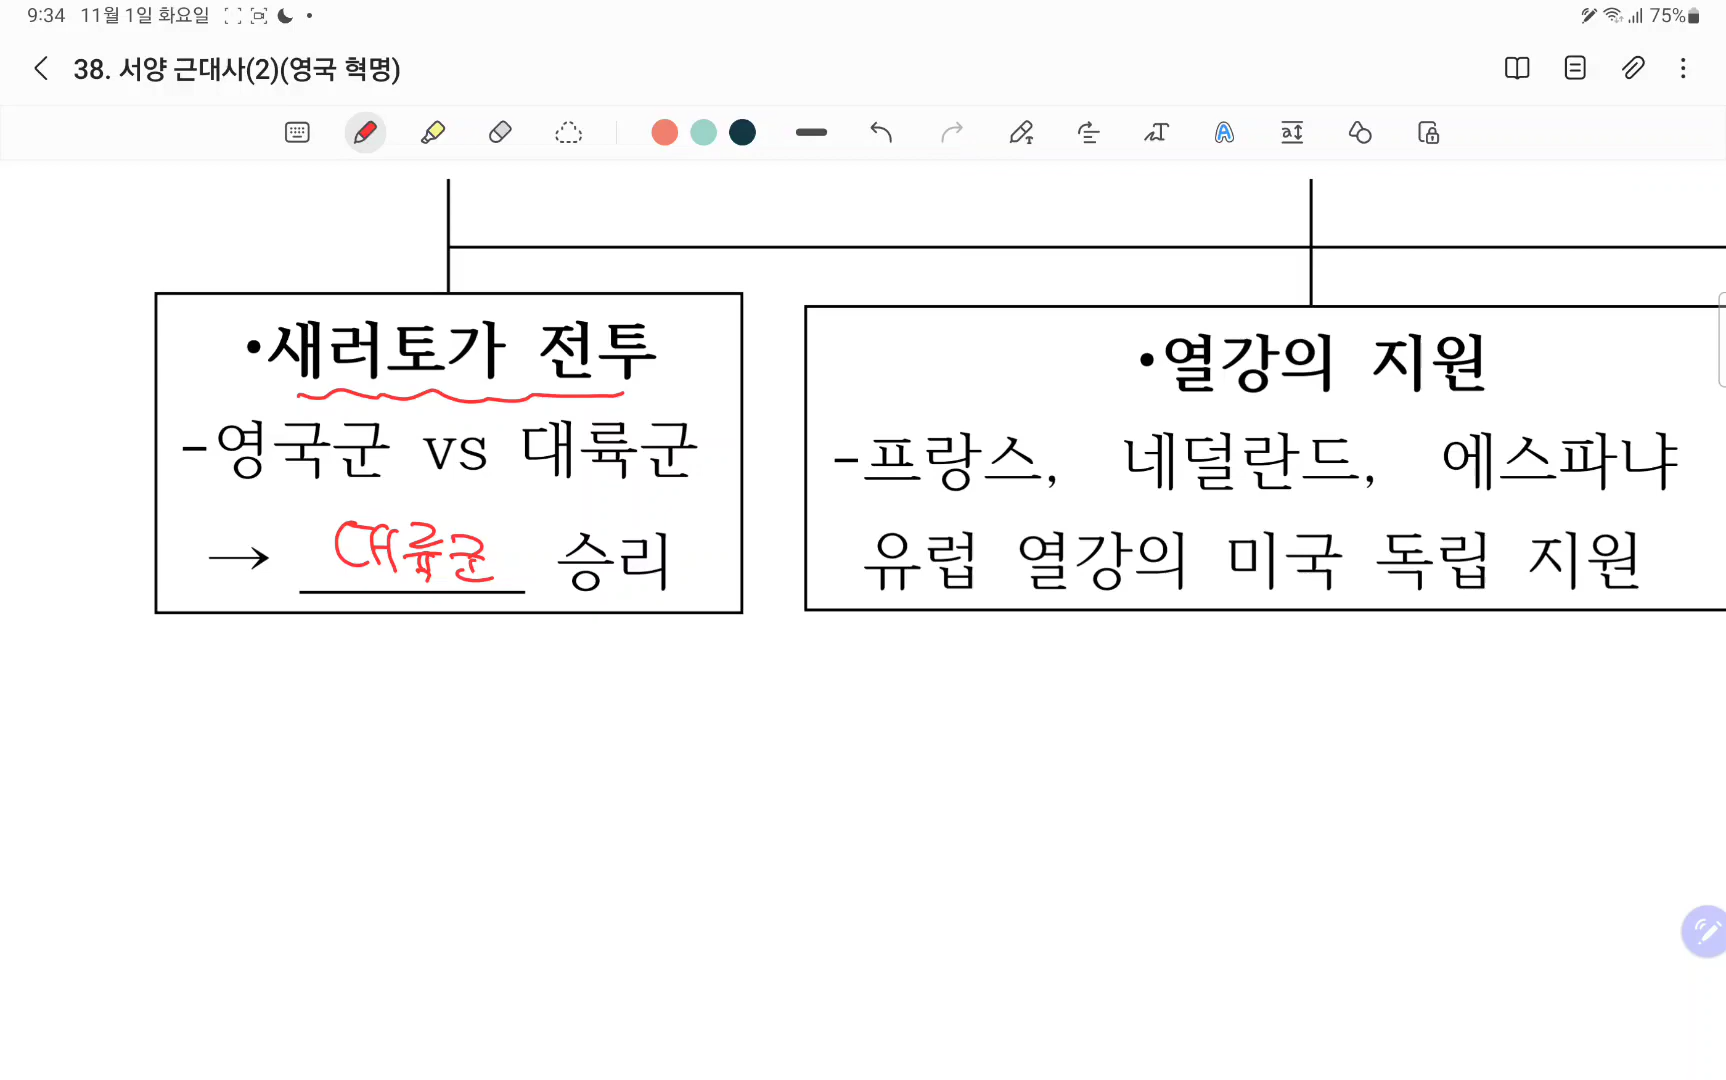 9:34 11월 1일 화요일 75%
38. 서양 근대사(2)(영국 혁명)
•새러토가 전투
-영국군 vs 대륙군
→ 대륙군 승리
•열강의 지원
-프랑스, 네덜란드, 에스파냐
유럽 열강의 미국 독립 지원